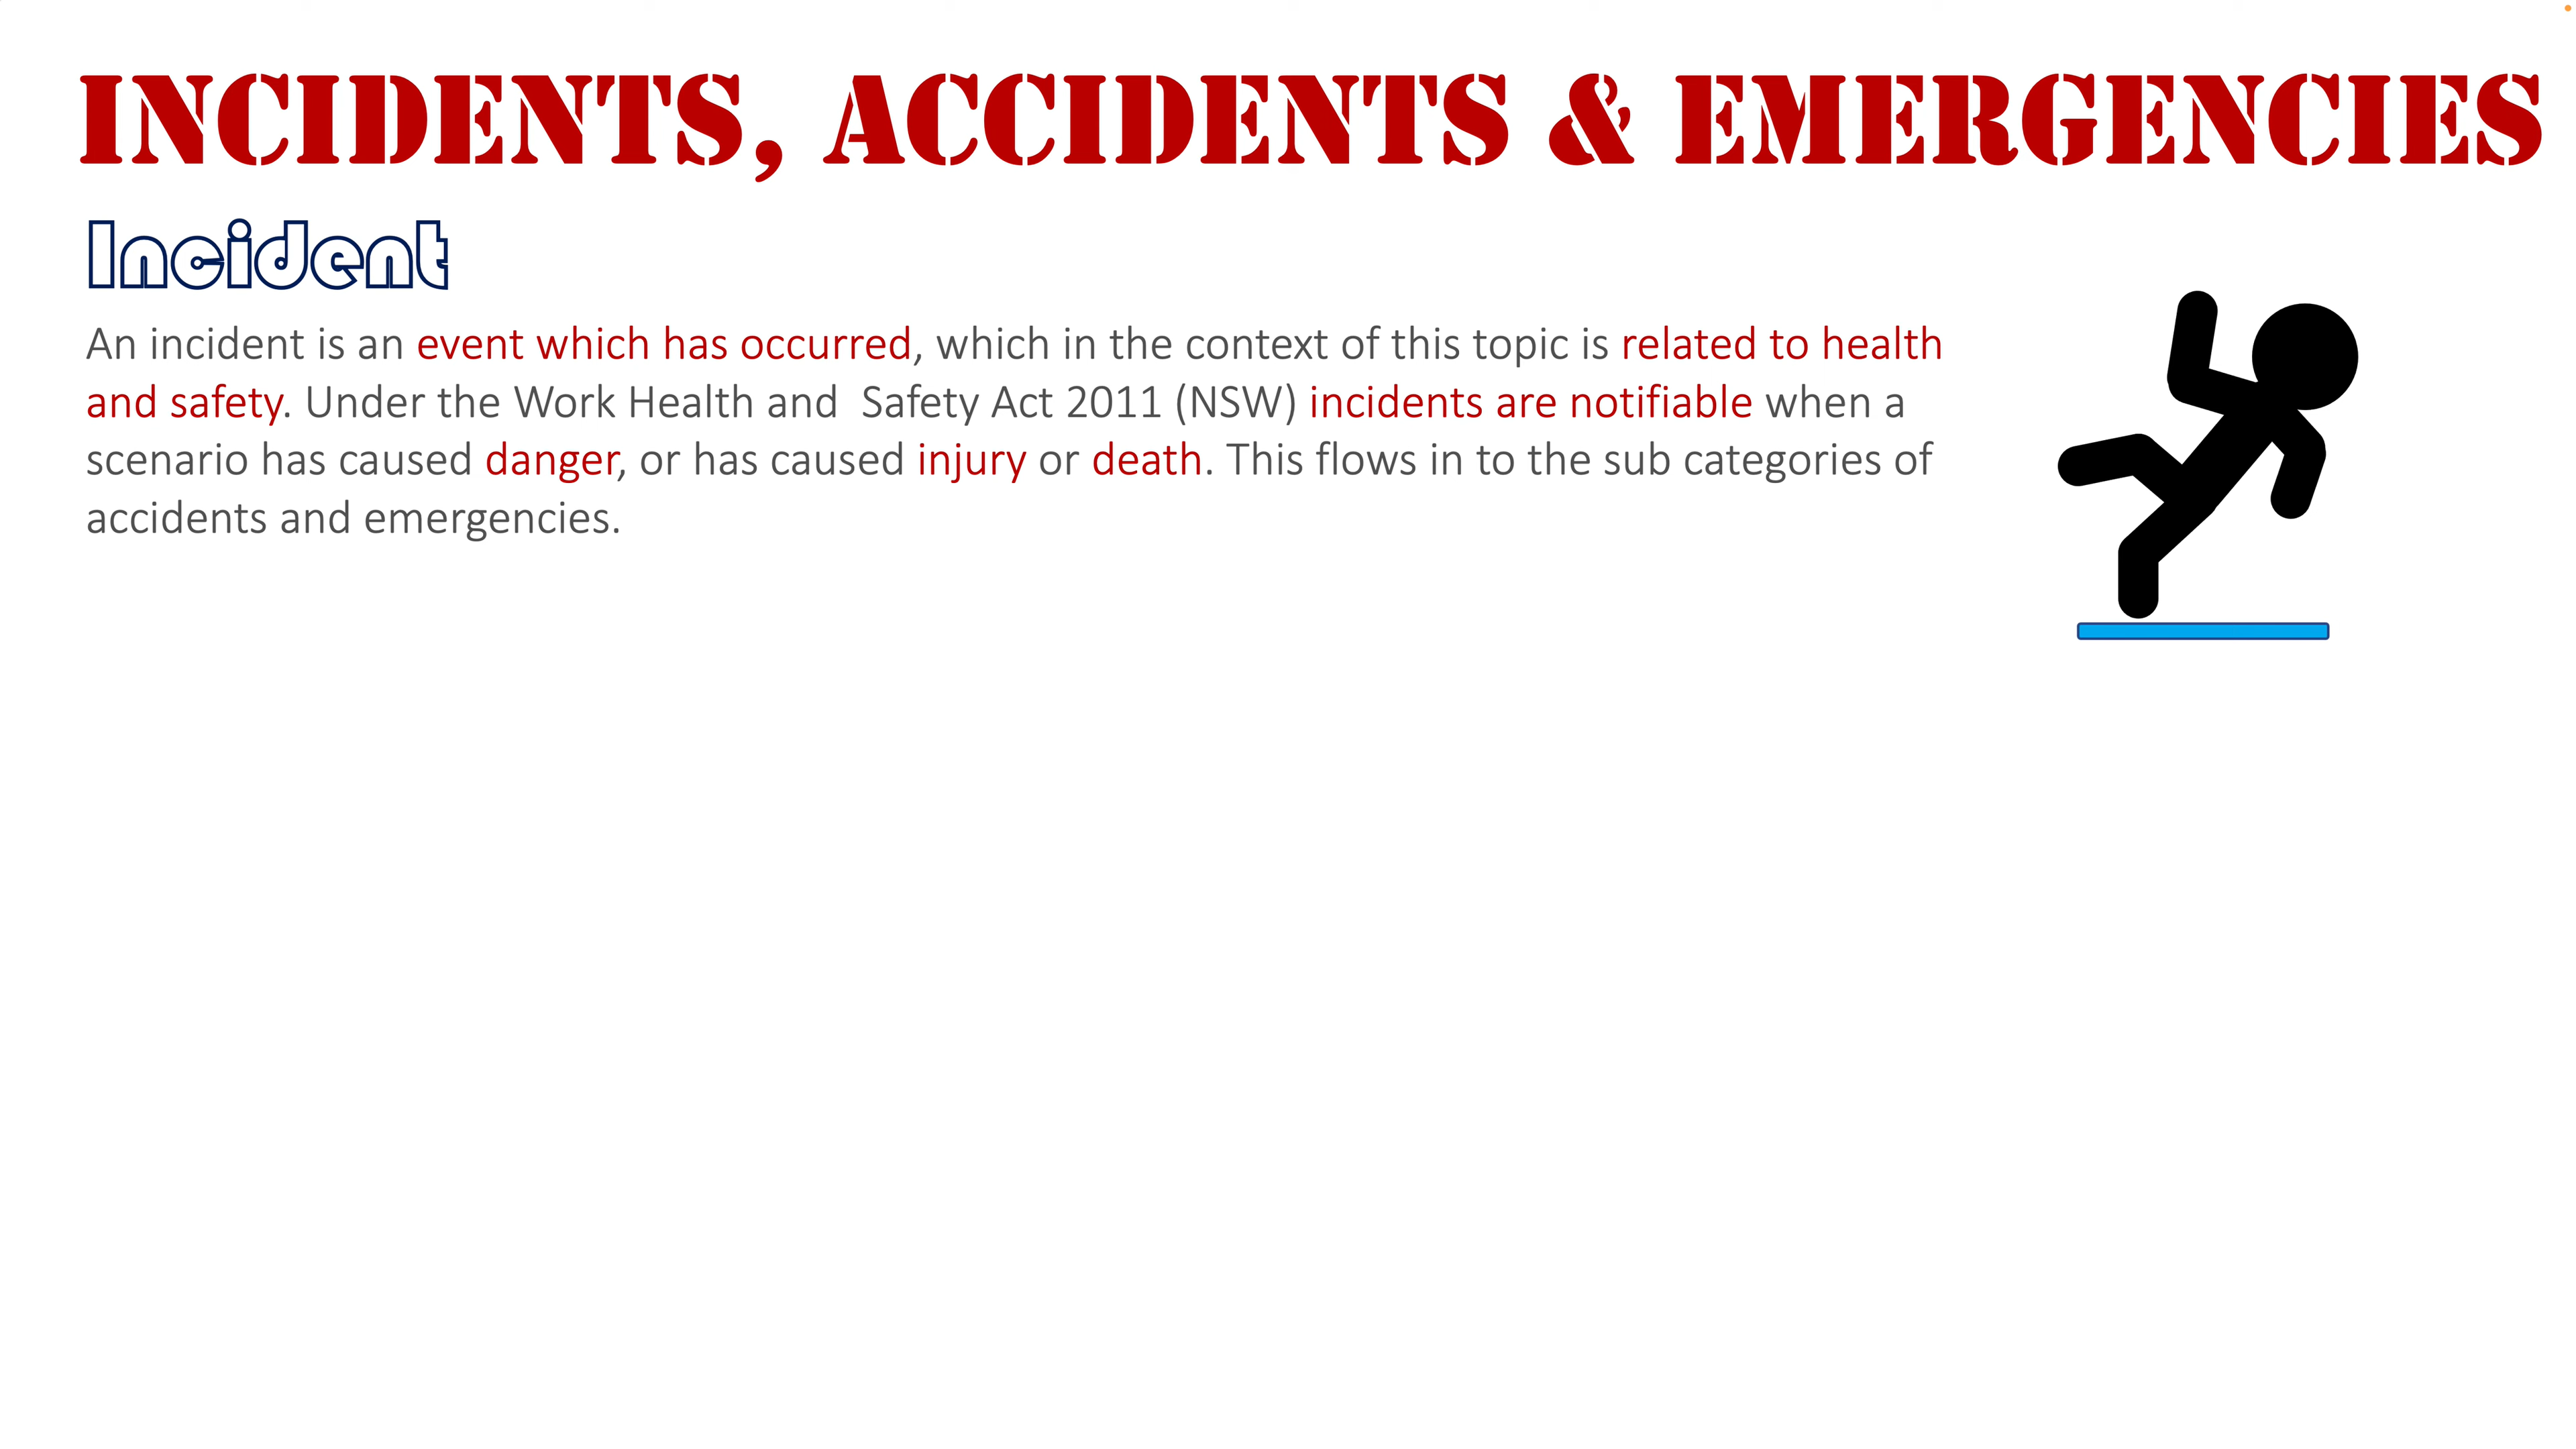 INCIDENTS, ACCIDENTS & EMERGENCIES
Incident
An incident is an event which has occurred, which in the context of this topic is related to health
and safety. Under the Work Health and  Safety Act 2011 (NSW) incidents are notifiable when a
scenario has caused danger, or has caused injury or death. This flows in to the sub categories of
accidents and emergencies.